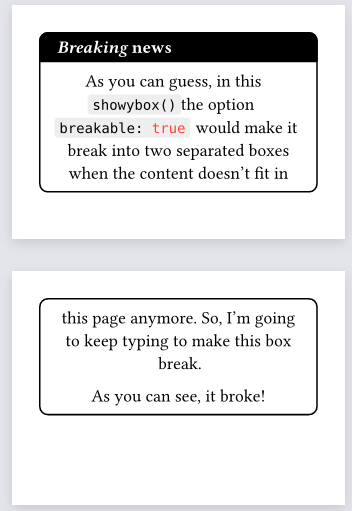 Breaking news
As you can guess, in this
showybox() the option
breakable: true would make it
break into two separated boxes
when the content doesn’t fit in
this page anymore. So, I’m going
to keep typing to make this box
break.
As you can see, it broke!